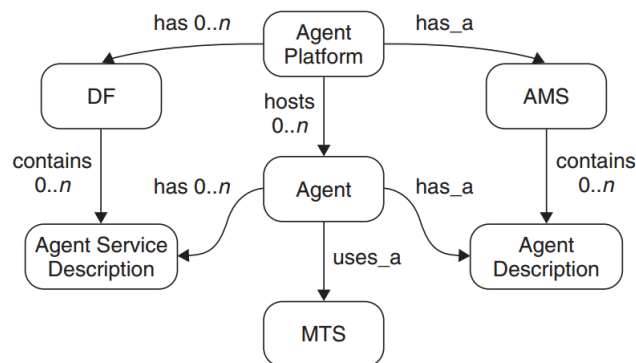 has 0..n
Agent
Platform
has_a
DF
hosts
0..n
AMS
contains
0..n
has 0..n
Agent
has_a
contains
0..n
Agent Service
Description
uses_a
Agent
Description
MTS